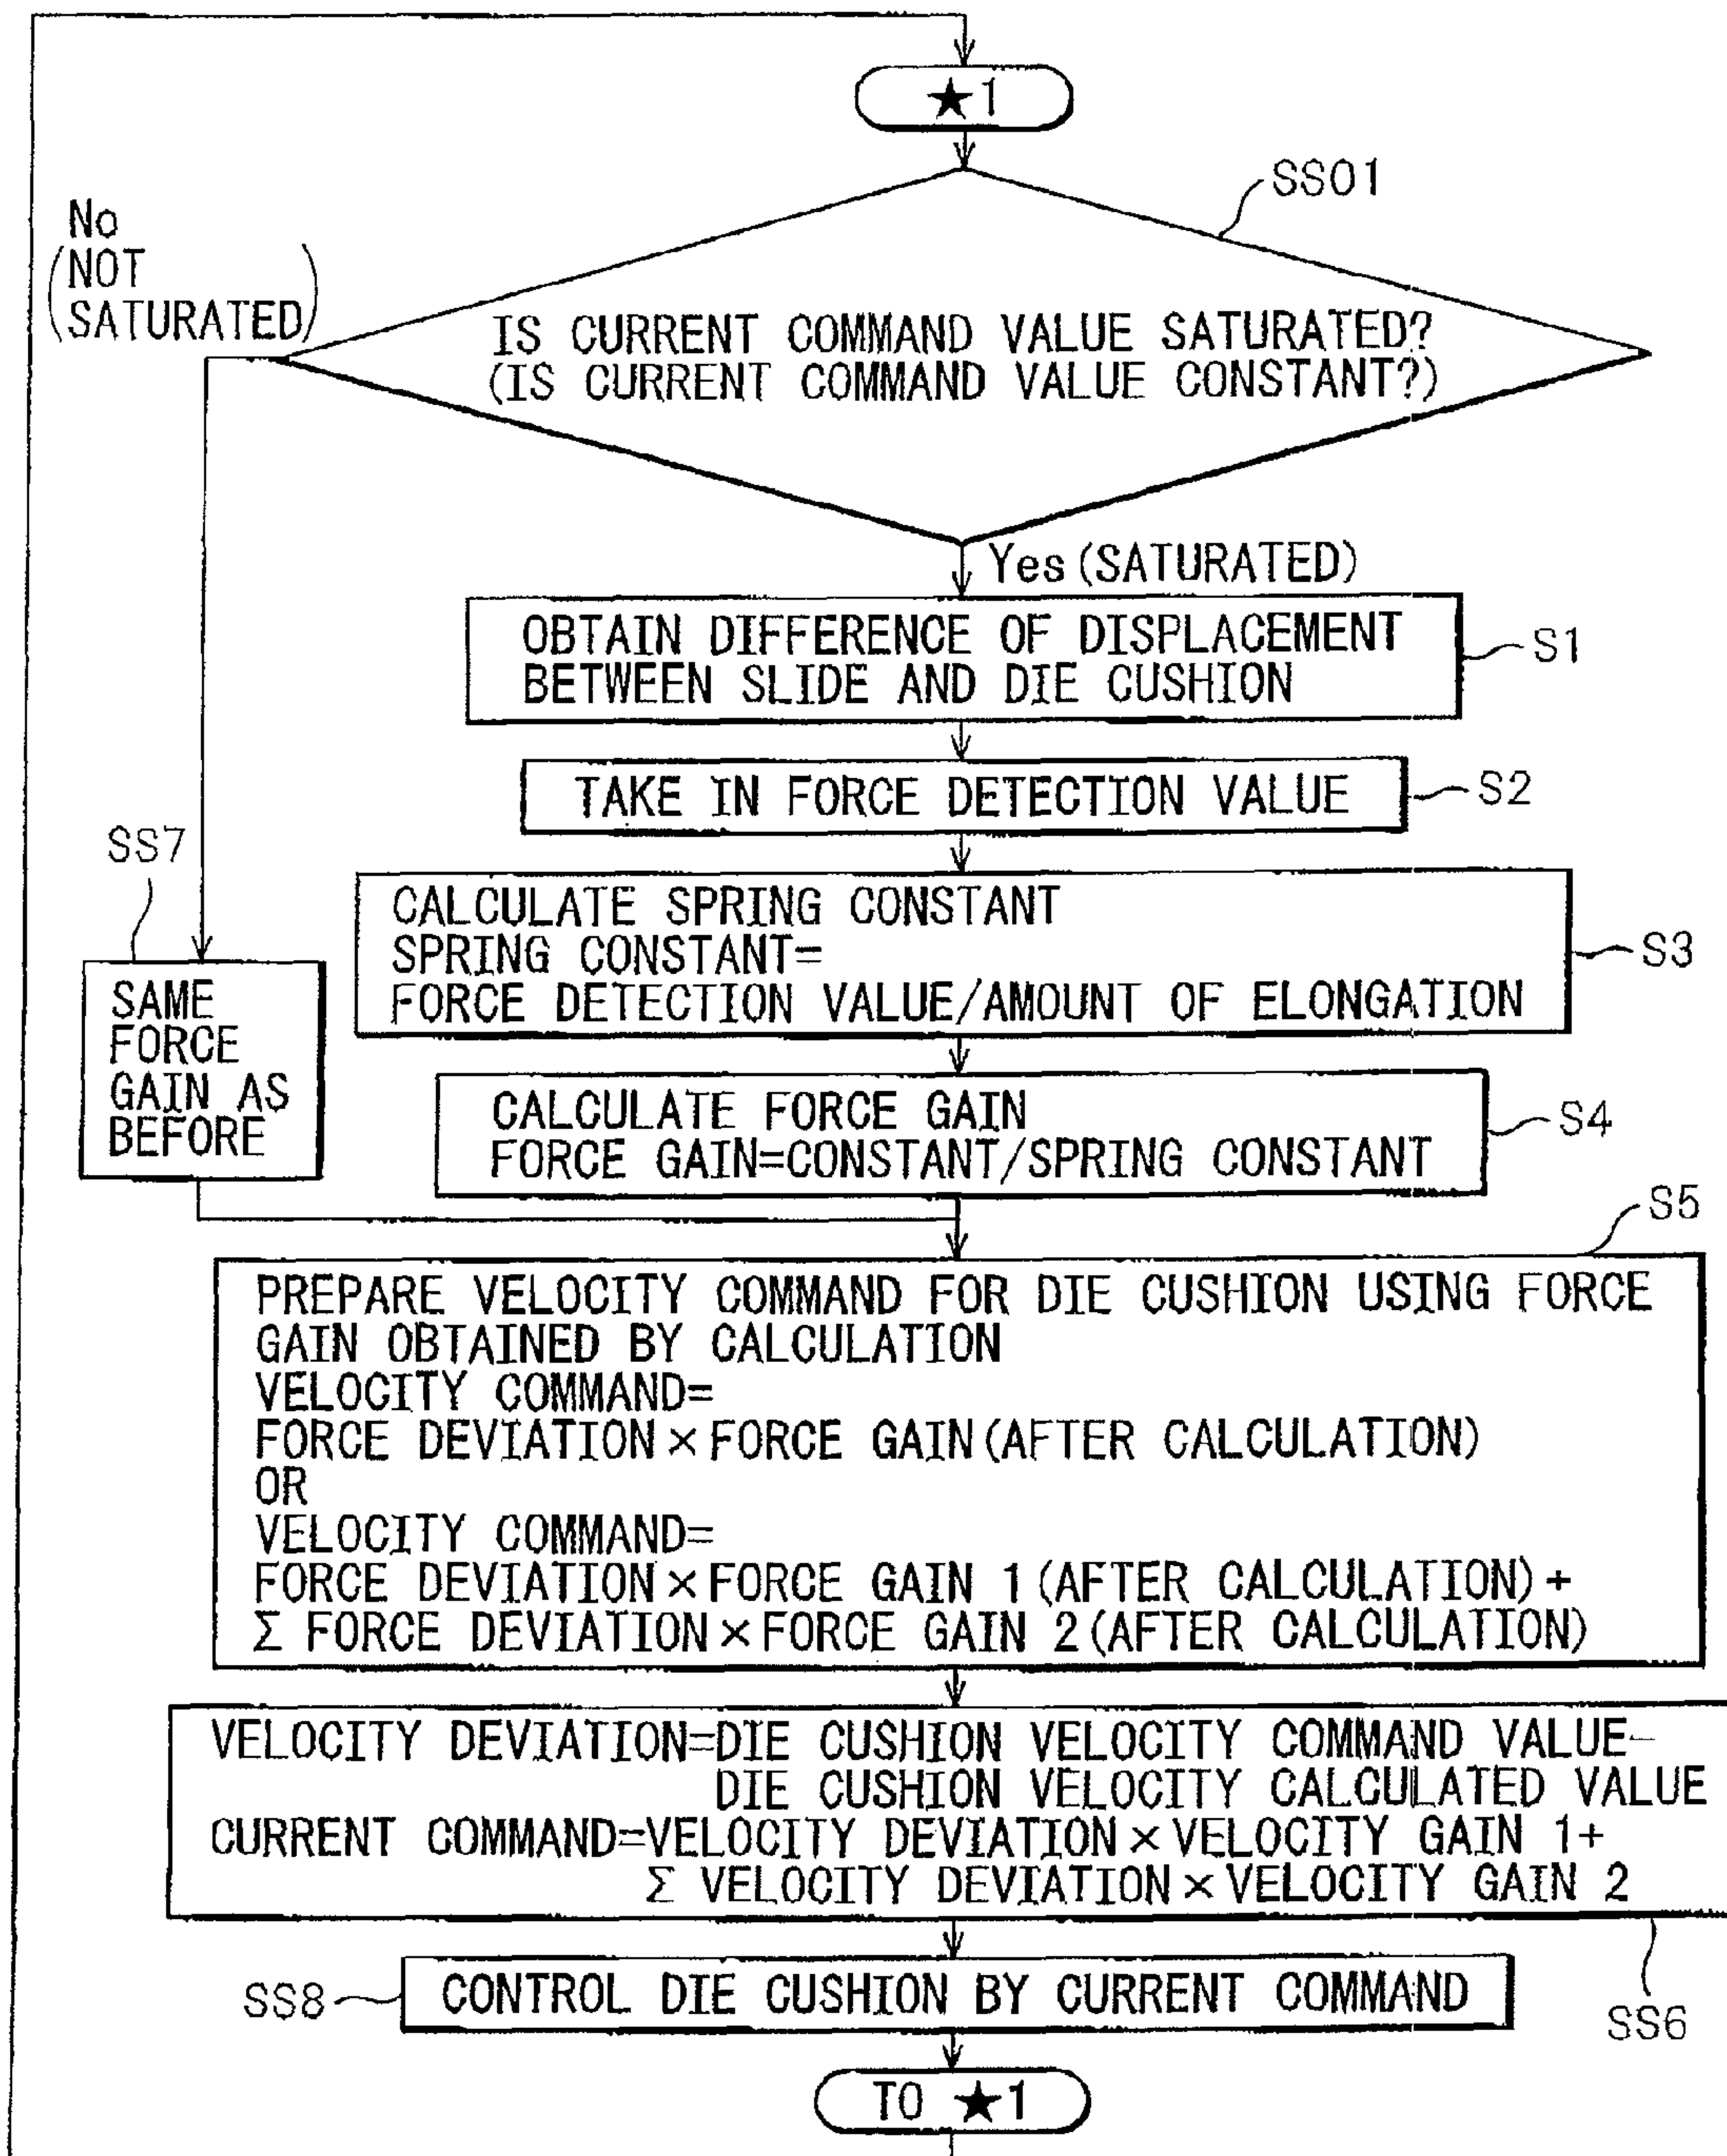 ★1
SS01
No
(NOT
SATURATED)
IS CURRENT COMMAND VALUE SATURATED?
(IS CURRENT COMMAND VALUE CONSTANT?)
Yes (SATURATED)
OBTAIN DIFFERENCE OF DISPLACEMENT
BETWEEN SLIDE AND DIE CUSHION
S1
TAKE IN FORCE DETECTION VALUE
S2
SS7
CALCULATE SPRING CONSTANT
SPRING CONSTANT=
FORCE DETECTION VALUE/AMOUNT OF ELONGATION
S3
SAME
FORCE
GAIN AS
BEFORE
CALCULATE FORCE GAIN
FORCE GAIN=CONSTANT/SPRING CONSTANT
S4
S5
PREPARE VELOCITY COMMAND FOR DIE CUSHION USING FORCE
GAIN OBTAINED BY CALCULATION
VELOCITY COMMAND=
FORCE DEVIATION×FORCE GAIN(AFTER CALCULATION)
OR
VELOCITY COMMAND=
FORCE DEVIATION×FORCE GAIN 1(AFTER CALCULATION)+
Σ FORCE DEVIATION×FORCE GAIN 2(AFTER CALCULATION)
VELOCITY DEVIATION=DIE CUSHION VELOCITY COMMAND VALUE-
DIE CUSHION VELOCITY CALCULATED VALUE
CURRENT COMMAND=VELOCITY DEVIATION×VELOCITY GAIN 1+
Σ VELOCITY DEVIATION×VELOCITY GAIN 2
SS8
CONTROL DIE CUSHION BY CURRENT COMMAND
SS6
TO ★1